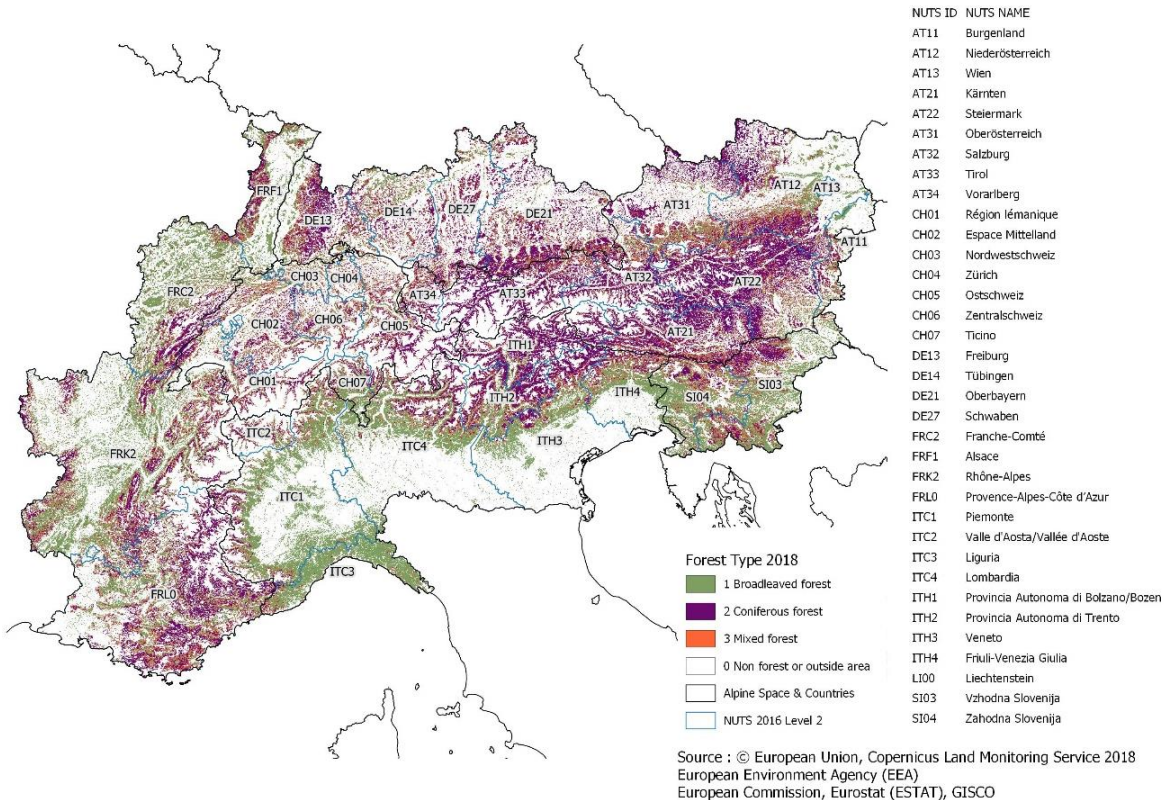 NUTS ID NUTS NAME
AT11 Burgenland
AT12 Niederösterreich
AT13 Wien
AT21 Kärnten
AT22 Steiermark
AT31 Oberösterreich
AT32 Salzburg
AT33 Tirol
AT34 Vorarlberg
CH01 Région lémanique
CH02 Espace Mittelland
CH03 Nordwestschweiz
CH04 Zürich
CH05 Ostschweiz
CH06 Zentralschweiz
CH07 Ticino
DE13 Freiburg
DE14 Tübingen
DE21 Oberbayern
DE27 Schwaben
FRC2 Franche-Comté
FRF1 Alsace
FRK2 Rhône-Alpes
FRL0 Provence-Alpes-Côte d'Azur
ITC1 Piemonte
ITC2 Valle d'Aosta/Vallée d'Aoste
ITC3 Liguria
ITC4 Lombardia
ITH1 Provincia Autonoma di Bolzano/Bozen
ITH2 Provincia Autonoma di Trento
ITH3 Veneto
ITH4 Friuli-Venezia Giulia
LI00 Liechtenstein
SI03 Vzhodna Slovenija
SI04 Zahodna Slovenija
FRF1
DE13
DE14
DE27
DE21
AT31
AT12
AT13
AT11
FRC2
CH03
CH04
AT34
AT33
AT32
AT22
CH02
CH06
CH05
AT21
ITH1
CH01
CH07
ITH2
ITH4
SI03
SI04
ITC2
ITC4
ITH3
FRK2
ITC1
ITC3
FRL0
Forest Type 2018
1 Broadleaved forest
2 Coniferous forest
3 Mixed forest
0 Non forest or outside area
Alpine Space & Countries
NUTS 2016 Level 2
Source : © European Union, Copernicus Land Monitoring Service 2018
European Environment Agency (EEA)
European Commission, Eurostat (ESTAT), GISCO